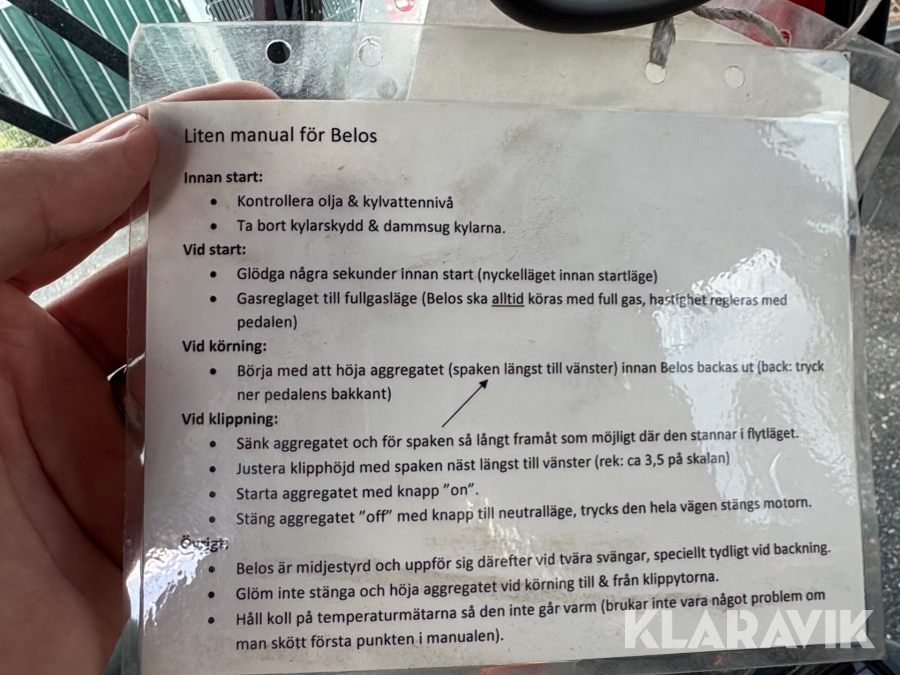 Liten manual för Belos
Innan start:
• Kontrollera olja & kylvattennivå
• Ta bort kylarskydd & dammsug kylarna.
Vid start:
• Glödga några sekunder innan start (nyckelläget innan startläge)
• Gasreglaget till fullgasläge (Belos ska alltid köras med full gas, hastighet regleras med
pedalen)
Vid körning:
• Börja med att höja aggregatet (spaken längst till vänster) innan Belos backas ut (back: tryck
ner pedalens bakkant)
Vid klippning:
• Sänk aggregatet och för spaken så långt framåt som möjligt där den stannar i flytläget.
• Justera klipphöjd med spaken näst längst till vänster (rek: ca 3,5 på skalan)
• Starta aggregatet med knapp ”on”.
• Stäng aggregatet ”off” med knapp till neutralläge, trycks den hela vägen stängs motorn.
Övrigt:
• Belos är midjestyrd och uppför sig därefter vid tvära svängar, speciellt tydligt vid backning.
• Glöm inte stänga och höja aggregatet vid körning till & från klippytorna.
• Håll koll på temperaturmätarna så den inte går varm (brukar inte vara något problem om
man skött första punkten i manualen).
KLARAVIK